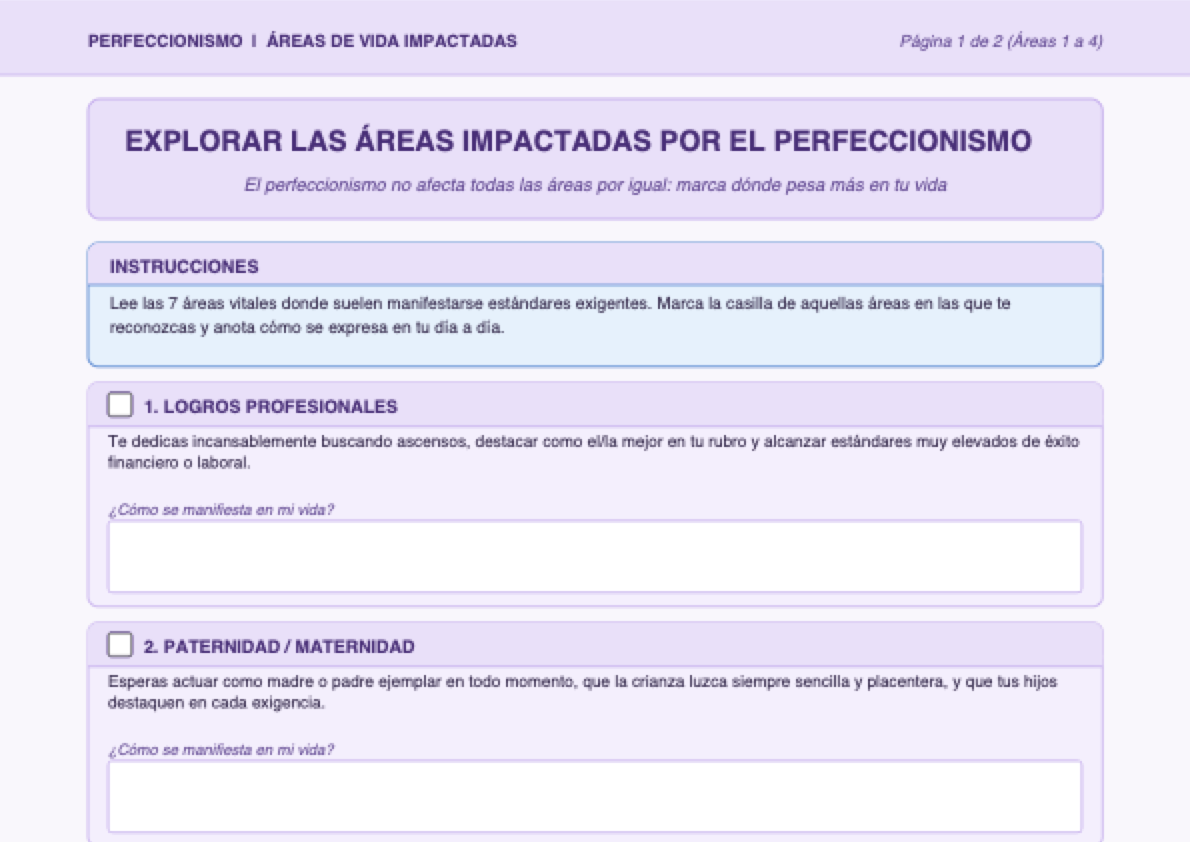 PERFECCIONISMO I ÁREAS DE VIDA IMPACTADAS
Página 1 de 2 (Áreas 1 a 4)
EXPLORAR LAS ÁREAS IMPACTADAS POR EL PERFECCIONISMO
El perfeccionismo no afecta todas las áreas por igual: marca dónde pesa más en tu vida
INSTRUCCIONES
Lee las 7 áreas vitales donde suelen manifestarse estándares exigentes. Marca la casilla de aquellas áreas en las que te
reconozcas y anota cómo se expresa en tu día a día.
1. LOGROS PROFESIONALES
Te dedicas incansablemente buscando ascensos, destacar como el/la mejor en tu rubro y alcanzar estándares muy elevados de éxito
financiero o laboral.
¿Cómo se manifiesta en mi vida?
2. PATERNIDAD / MATERNIDAD
Esperas actuar como madre o padre ejemplar en todo momento, que la crianza luzca siempre sencilla y placentera, y que tus hijos
destaquen en cada exigencia.
¿Cómo se manifiesta en mi vida?